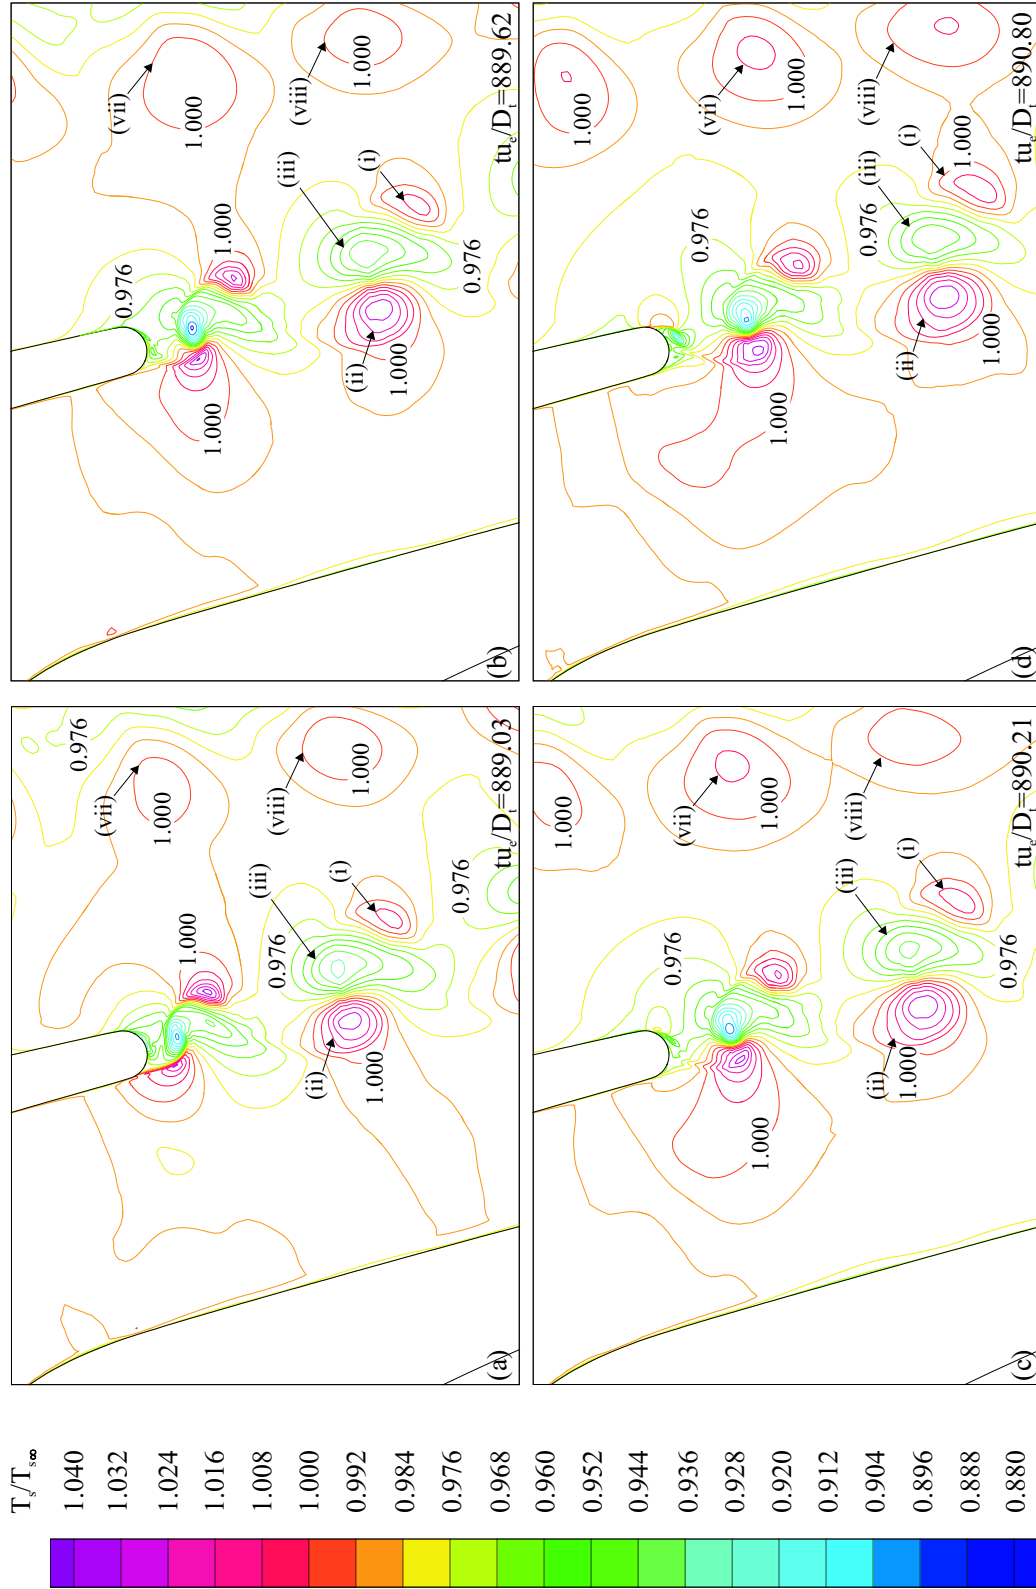 T_s/T_s∞
1.040
1.032
1.024
1.016
1.008
1.000
0.992
0.984
0.976
0.968
0.960
0.952
0.944
0.936
0.928
0.920
0.912
0.904
0.896
0.888
0.880
(a)
tu_e/D_t=889.03
(vii)
(viii)
(iii)
(i)
(ii)
0.976
1.000
1.000
1.000
0.976
1.000
0.976
(b)
tu_e/D_t=889.62
(vii)
(viii)
(iii)
(i)
(ii)
0.976
1.000
1.000
1.000
1.000
1.000
0.976
(c)
tu_e/D_t=890.21
(vii)
(viii)
(iii)
(i)
(ii)
1.000
1.000
0.976
1.000
1.000
0.976
(d)
tu_e/D_t=890.80
(vii)
(viii)
(iii)
(i)
(ii)
1.000
1.000
0.976
1.000
1.000
0.976
1.000